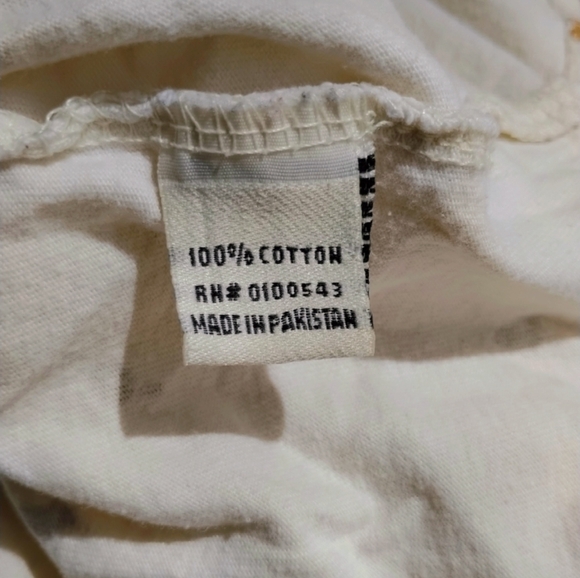 100% COTTON
RN# 0100543
MADE IN PAKISTAN